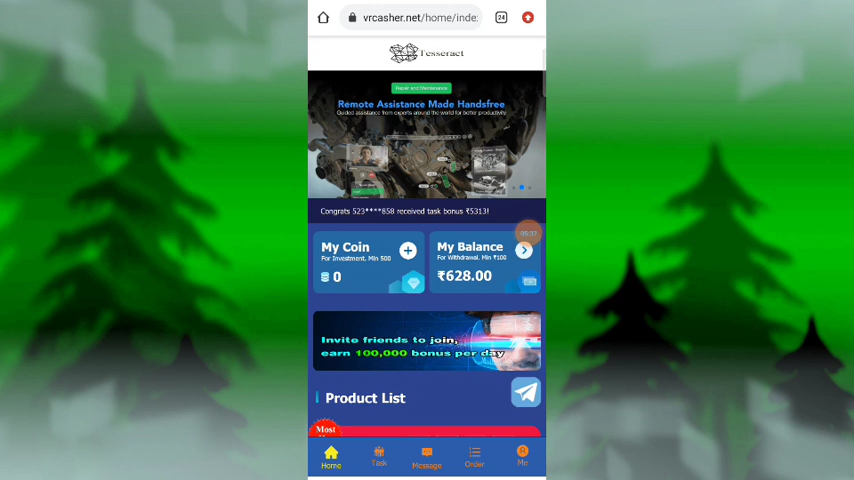 vrcasher.net/home/inde
24
Tesseract
Repair and Maintenance
Remote Assistance Made Handsfree
Guided assistance from experts around the world for better productivity
Congrats 523****858 received task bonus ₹5313!
05:37
My Coin
For Investment, Min 500
0
My Balance
For Withdrawal, Min ₹100
₹628.00
Invite friends to join,
earn 100,000 bonus per day
Product List
Most
Home
Task
Message
Order
Me